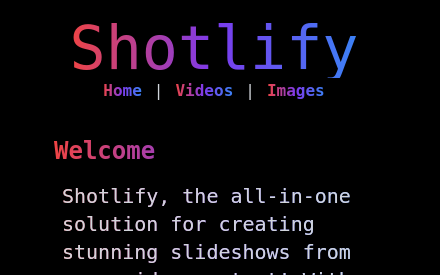 Shotlify
Home | Videos | Images
Welcome
Shotlify, the all-in-one
solution for creating
stunning slideshows from